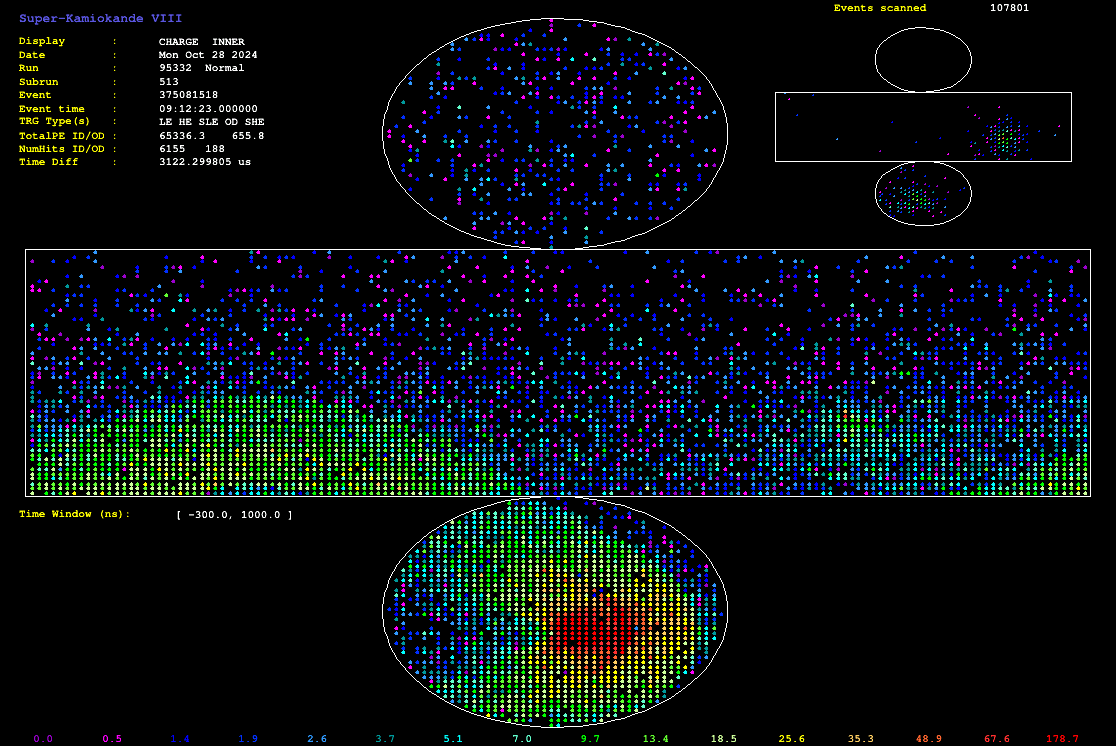 Super-Kamiokande VIII
Display : CHARGE INNER
Date : Mon Oct 28 2024
Run : 95332 Normal
Subrun : 513
Event : 375081518
Event time : 09:12:23.000000
TRG Type(s) : LE HE SLE OD SHE
TotalPE ID/OD : 65336.3 655.8
NumHits ID/OD : 6155 188
Time Diff : 3122.299805 us
Events scanned 107801
Time Window (ns): [ -300.0, 1000.0 ]
0.0 0.5 1.4 1.9 2.6 3.7 5.1 7.0 9.7 13.4 18.5 25.6 35.3 48.9 67.6 178.7